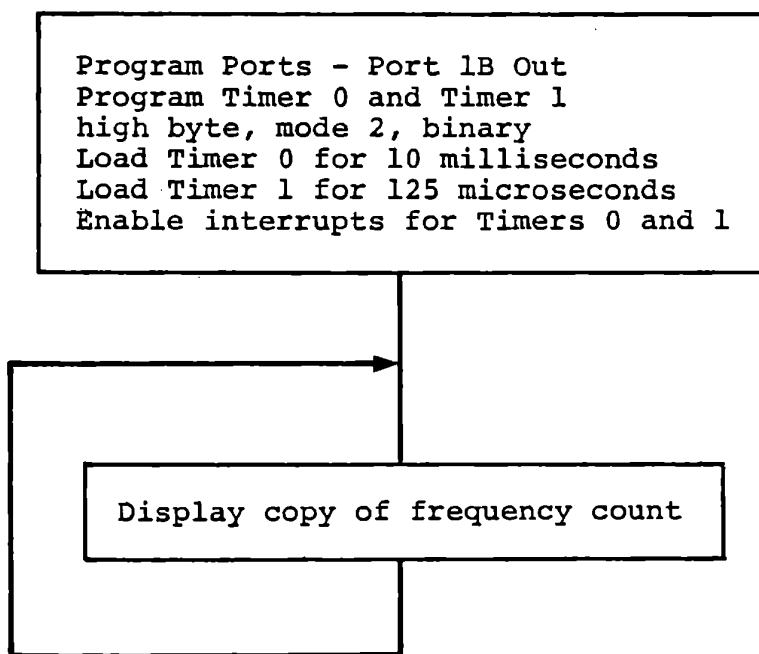 Program Ports - Port 1B Out
Program Timer 0 and Timer 1
high byte, mode 2, binary
Load Timer 0 for 10 milliseconds
Load Timer 1 for 125 microseconds
Enable interrupts for Timers 0 and 1
Display copy of frequency count